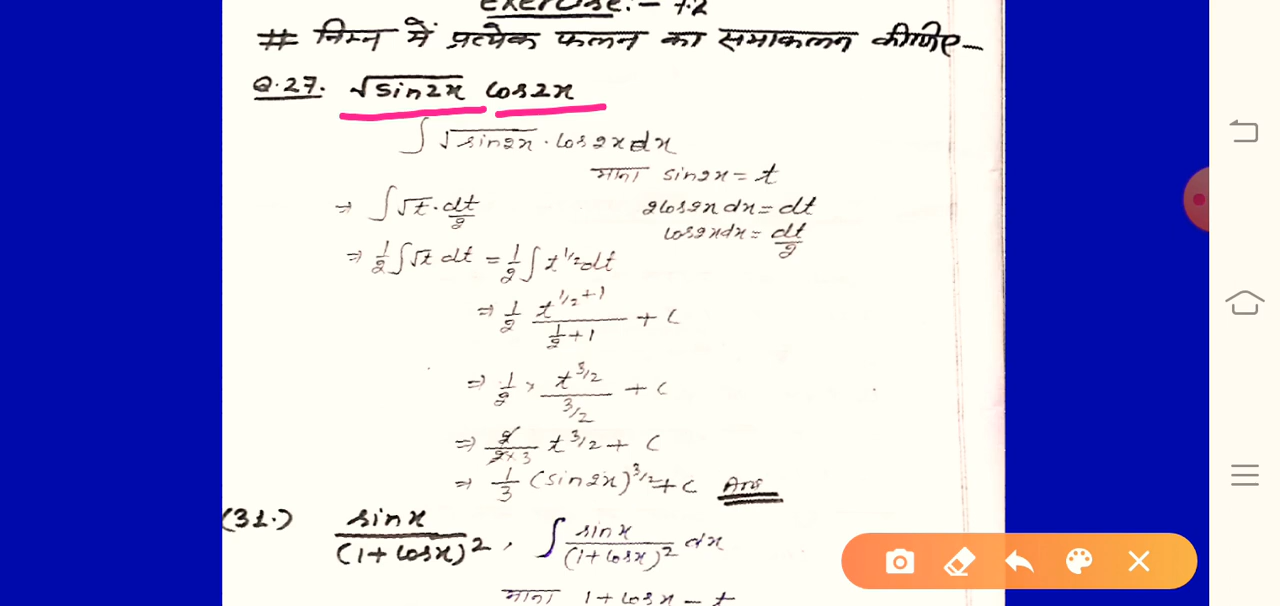 Exercise:- 7.2
# निम्न में प्रत्येक फलन का समाकलन कीजिए-
Q.27. √sin2x cos2x
∫√sin2x · cos2x dx
माना sin2x = t
⇒ ∫√t · dt/2
2cos2x dx = dt
cos2xdx = dt/2
⇒ 1/2 ∫√t dt = 1/2 ∫ t^1/2 dt
⇒ 1/2 t^1/2+1 / 1/2+1 + C
⇒ 1/2 × t^3/2 / 3/2 + C
⇒ 2/2×3 t^3/2 + C
⇒ 1/3 (sin2x)^3/2 + C Ans
(31.) sinx/(1+cosx)2, ∫ sinx/(1+cosx)2 dx
माना 1+cosx = t